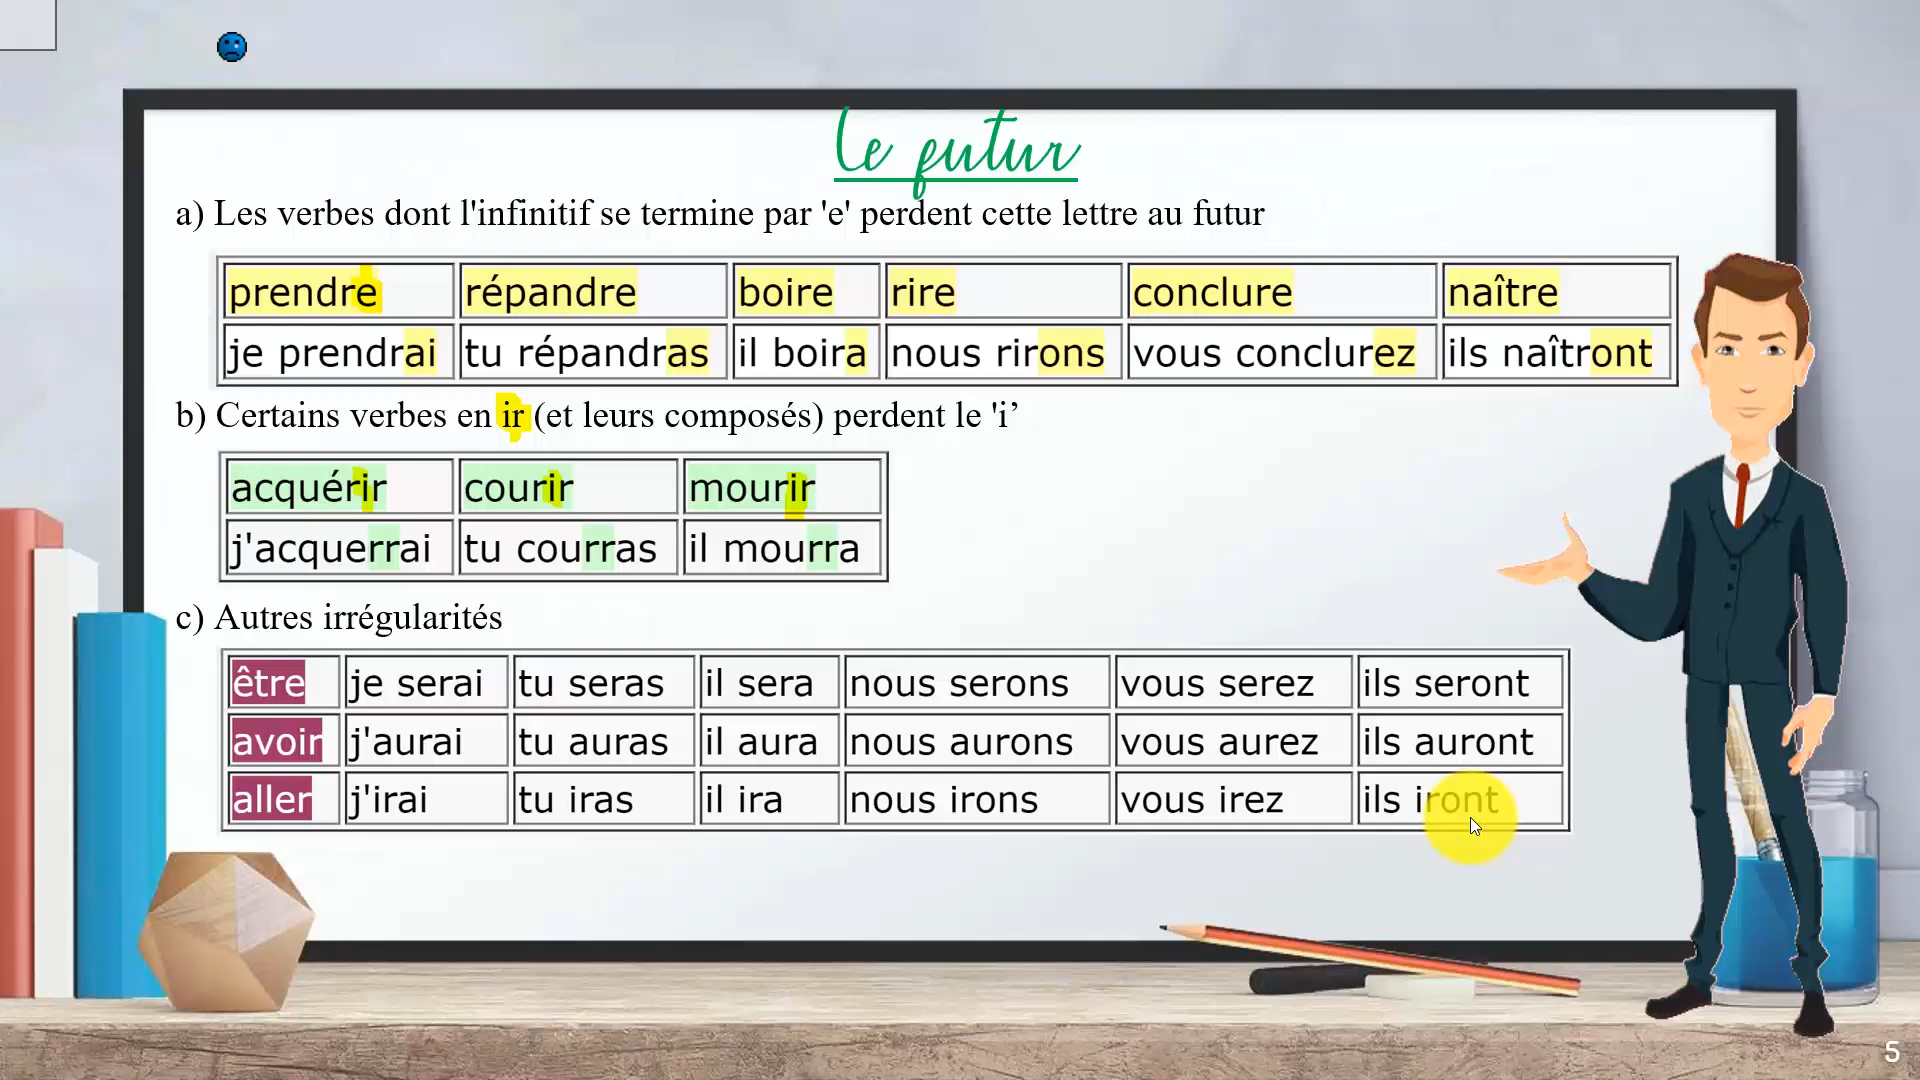 Le futur
a) Les verbes dont l'infinitif se termine par 'e' perdent cette lettre au futur
prendre répandre boire rire conclure naître
je prendrai tu répandras il boira nous rirons vous conclurez ils naîtront
b) Certains verbes en ir (et leurs composés) perdent le 'i’
acquérir courir mourir
j'acquerrai tu courras il mourra
c) Autres irrégularités
être je serai tu seras il sera nous serons vous serez ils seront
avoir j'aurai tu auras il aura nous aurons vous aurez ils auront
aller j'irai tu iras il ira nous irons vous irez ils iront
5